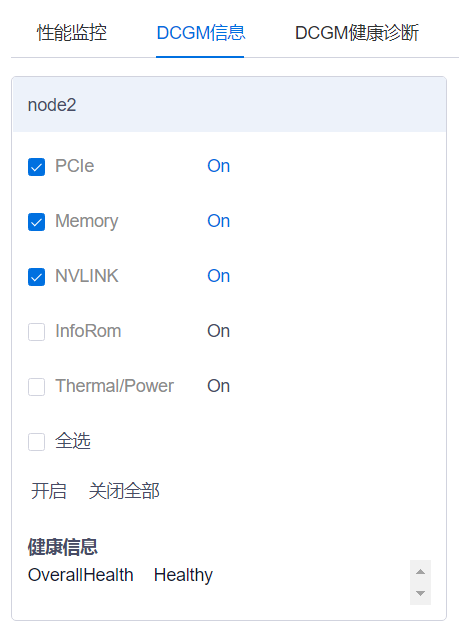 性能监控 DCGM信息 DCGM健康诊断
node2
PCIe On
Memory On
NVLINK On
InfoRom On
Thermal/Power On
全选
开启 关闭全部
健康信息
OverallHealth Healthy